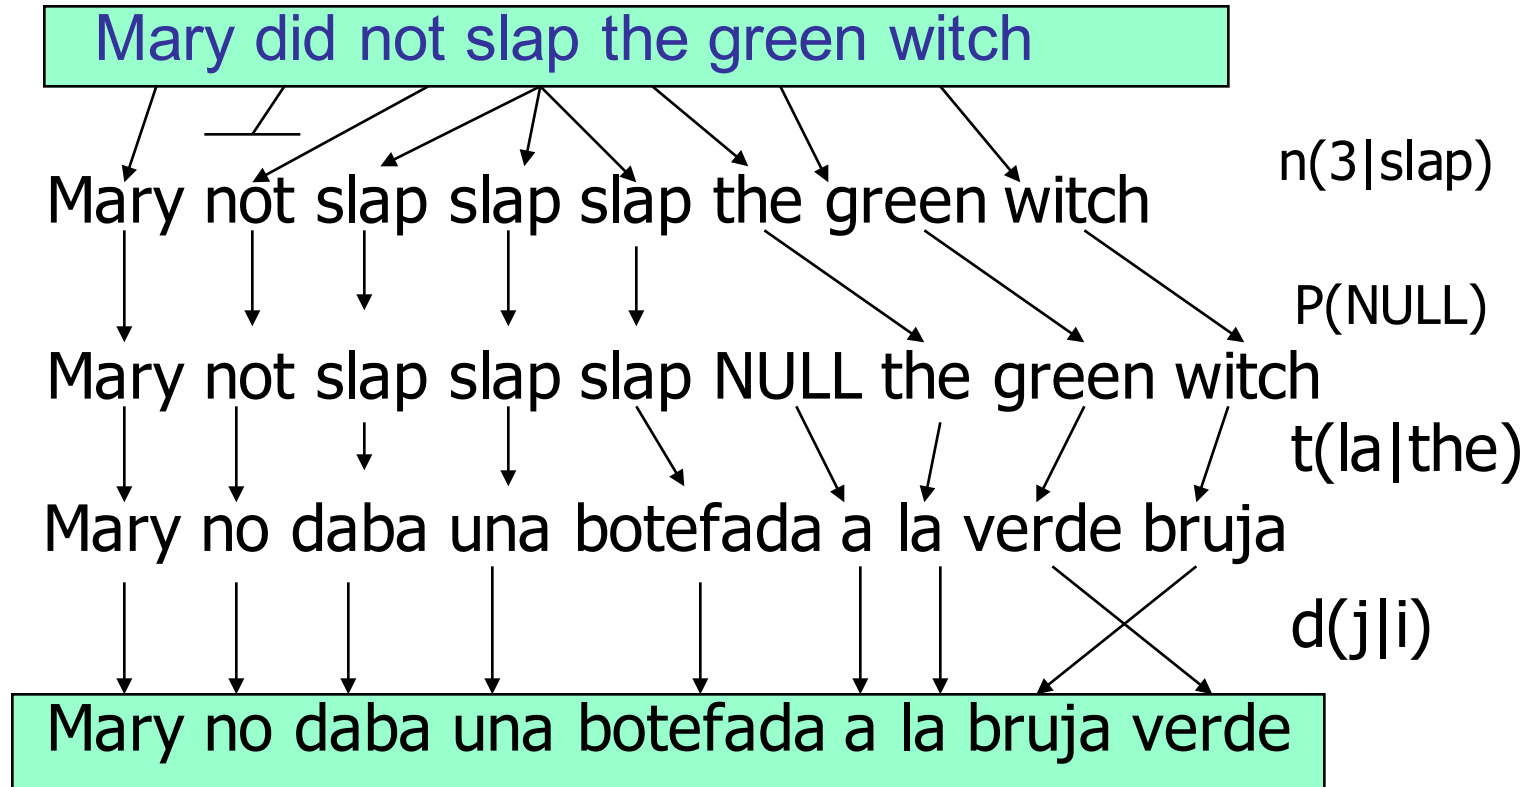 Mary did not slap the green witch
n(3|slap)
Mary not slap slap slap the green witch
P(NULL)
Mary not slap slap slap NULL the green witch
t(la|the)
Mary no daba una botefada a la verde bruja
d(j|i)
Mary no daba una botefada a la bruja verde